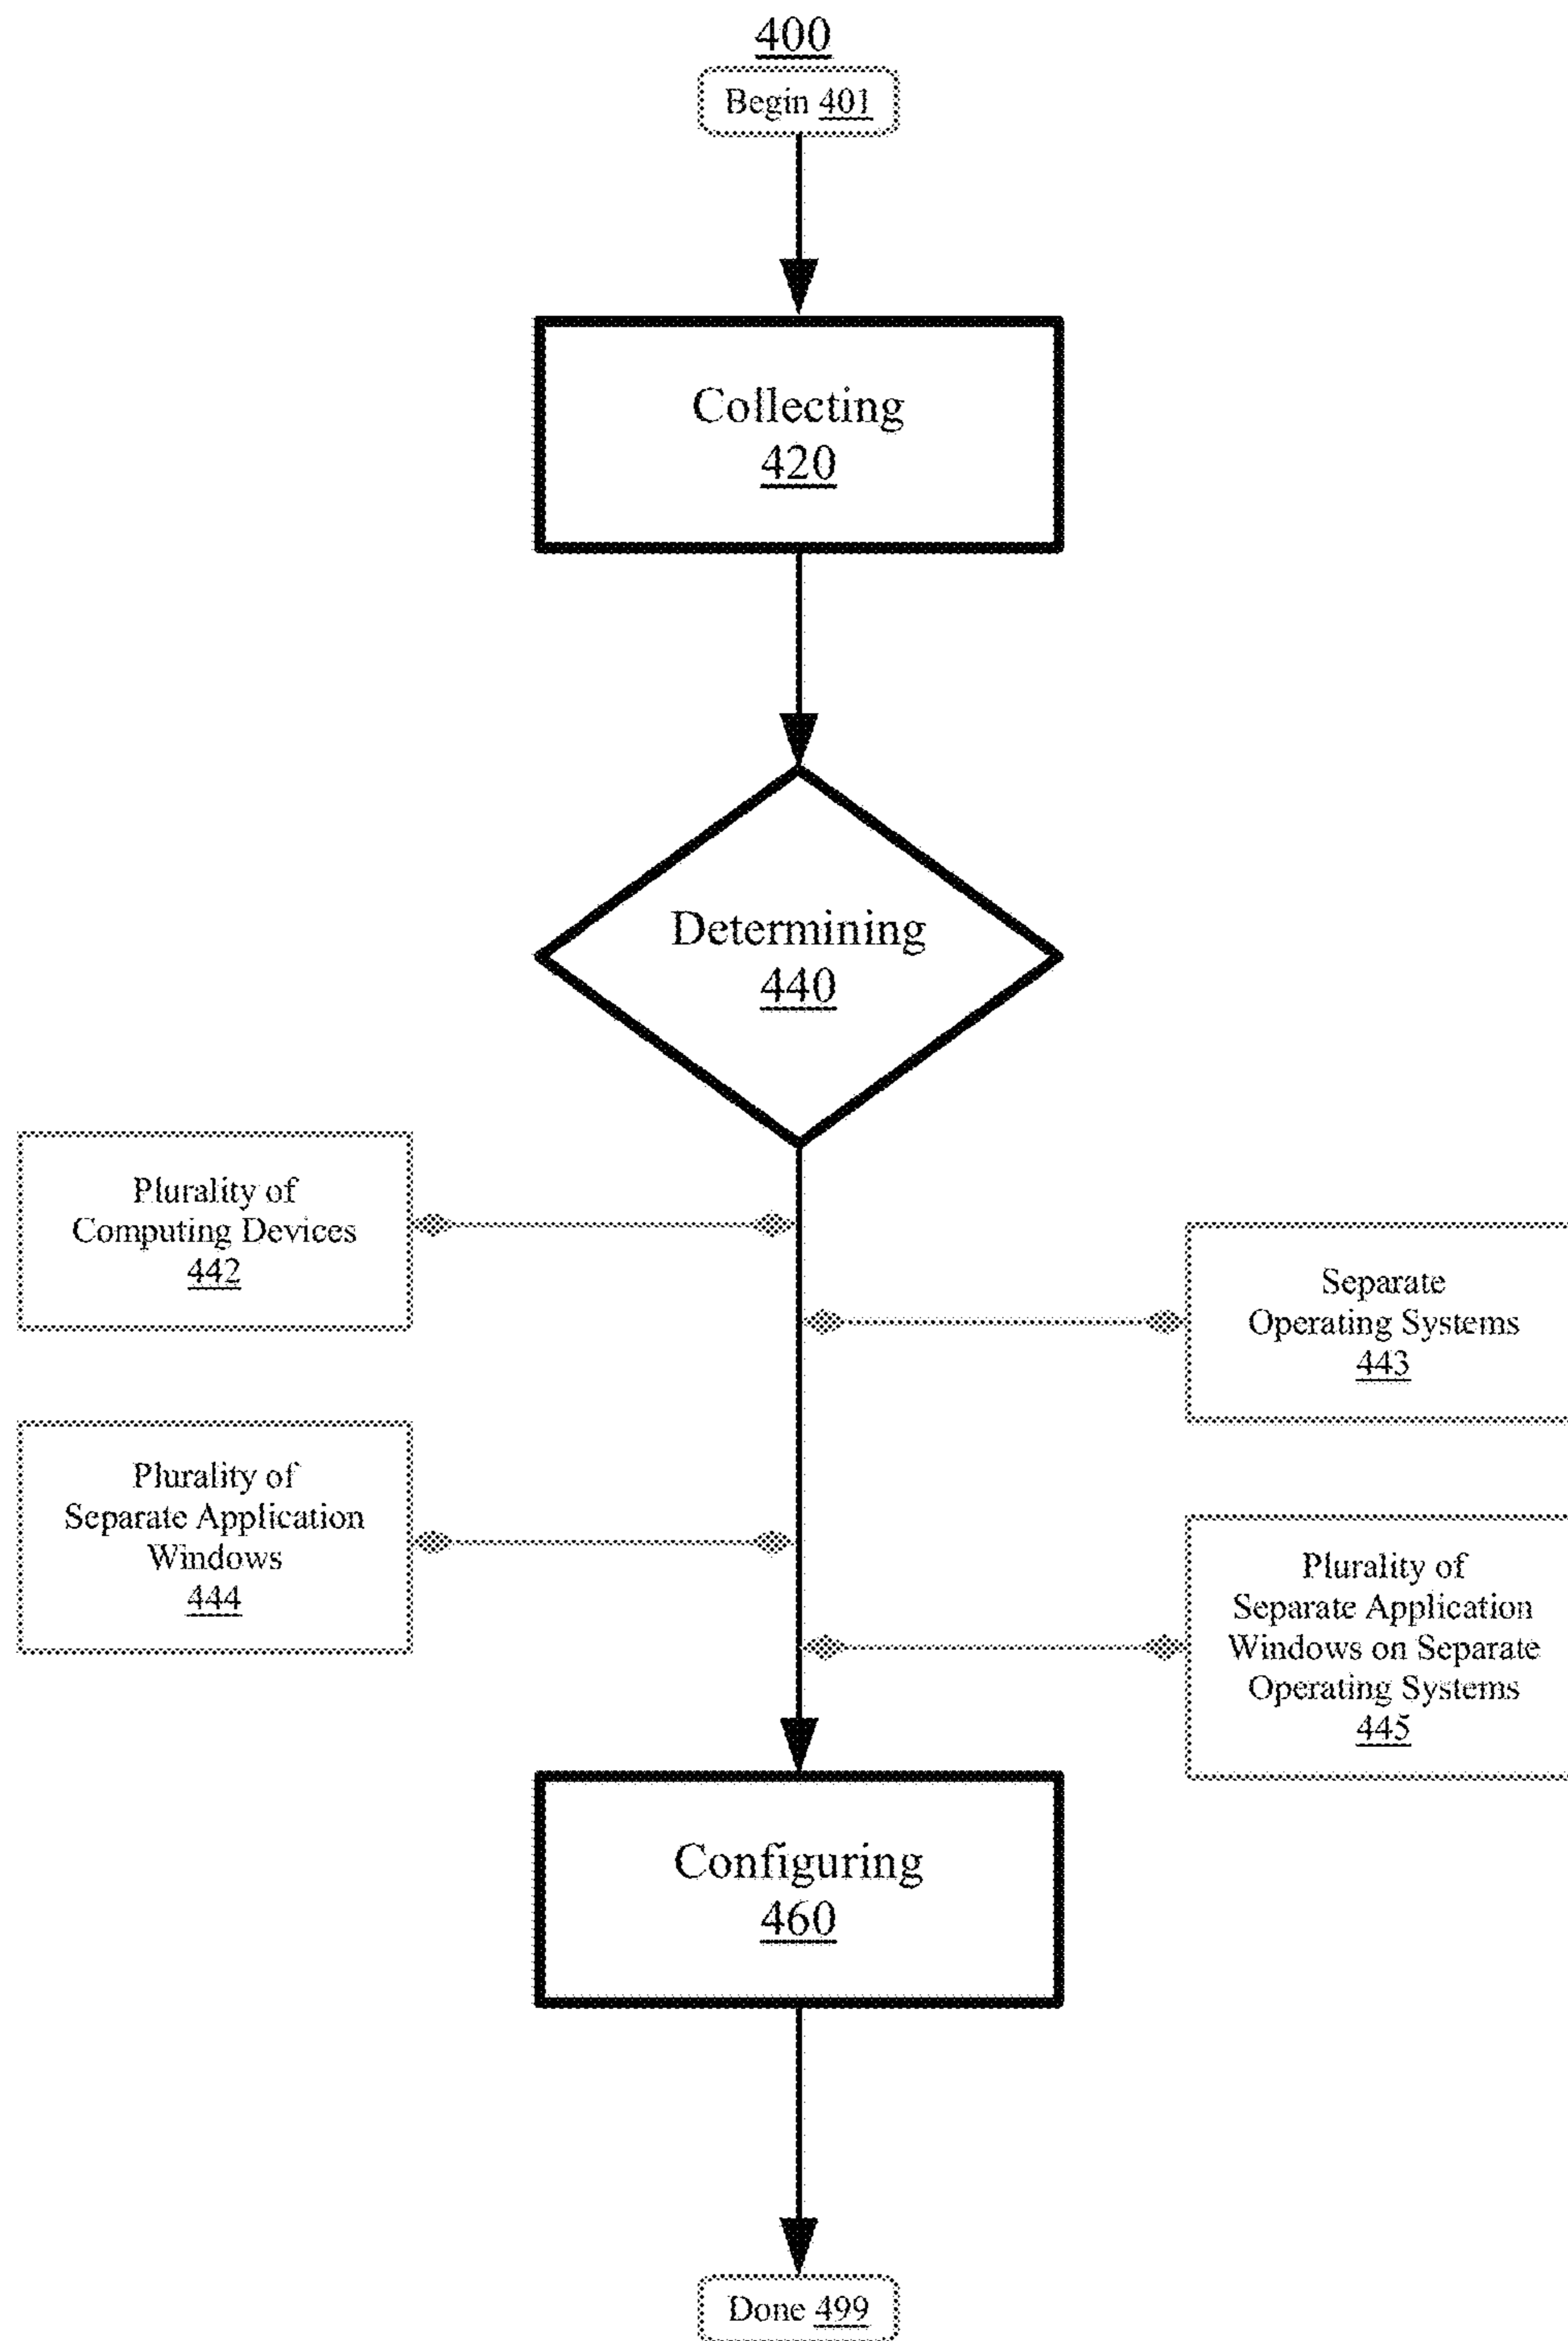 400
Begin 401
Collecting
420
Determining
440
Plurality of
Computing Devices
442
Separate
Operating Systems
443
Plurality of
Separate Application
Windows
444
Plurality of
Separate Application
Windows on Separate
Operating Systems
445
Configuring
460
Done 499